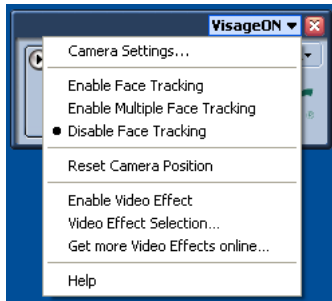 VisageON
Camera Settings...
Enable Face Tracking
Enable Multiple Face Tracking
Disable Face Tracking
Reset Camera Position
Enable Video Effect
Video Effect Selection...
Get more Video Effects online...
Help